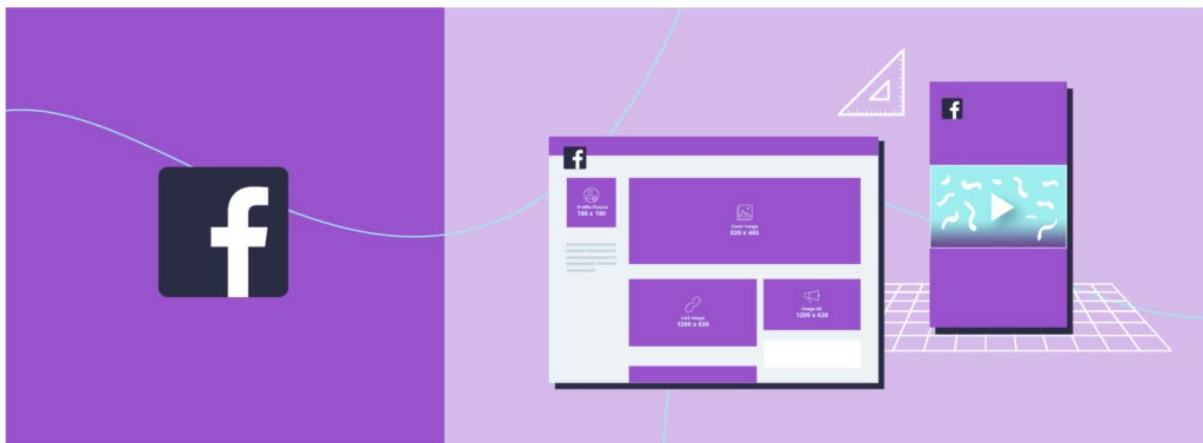 Profile Picture
180 x 180
Cover Image
820 x 462
Link Image
1200 x 630
Image Ad
1200 x 628